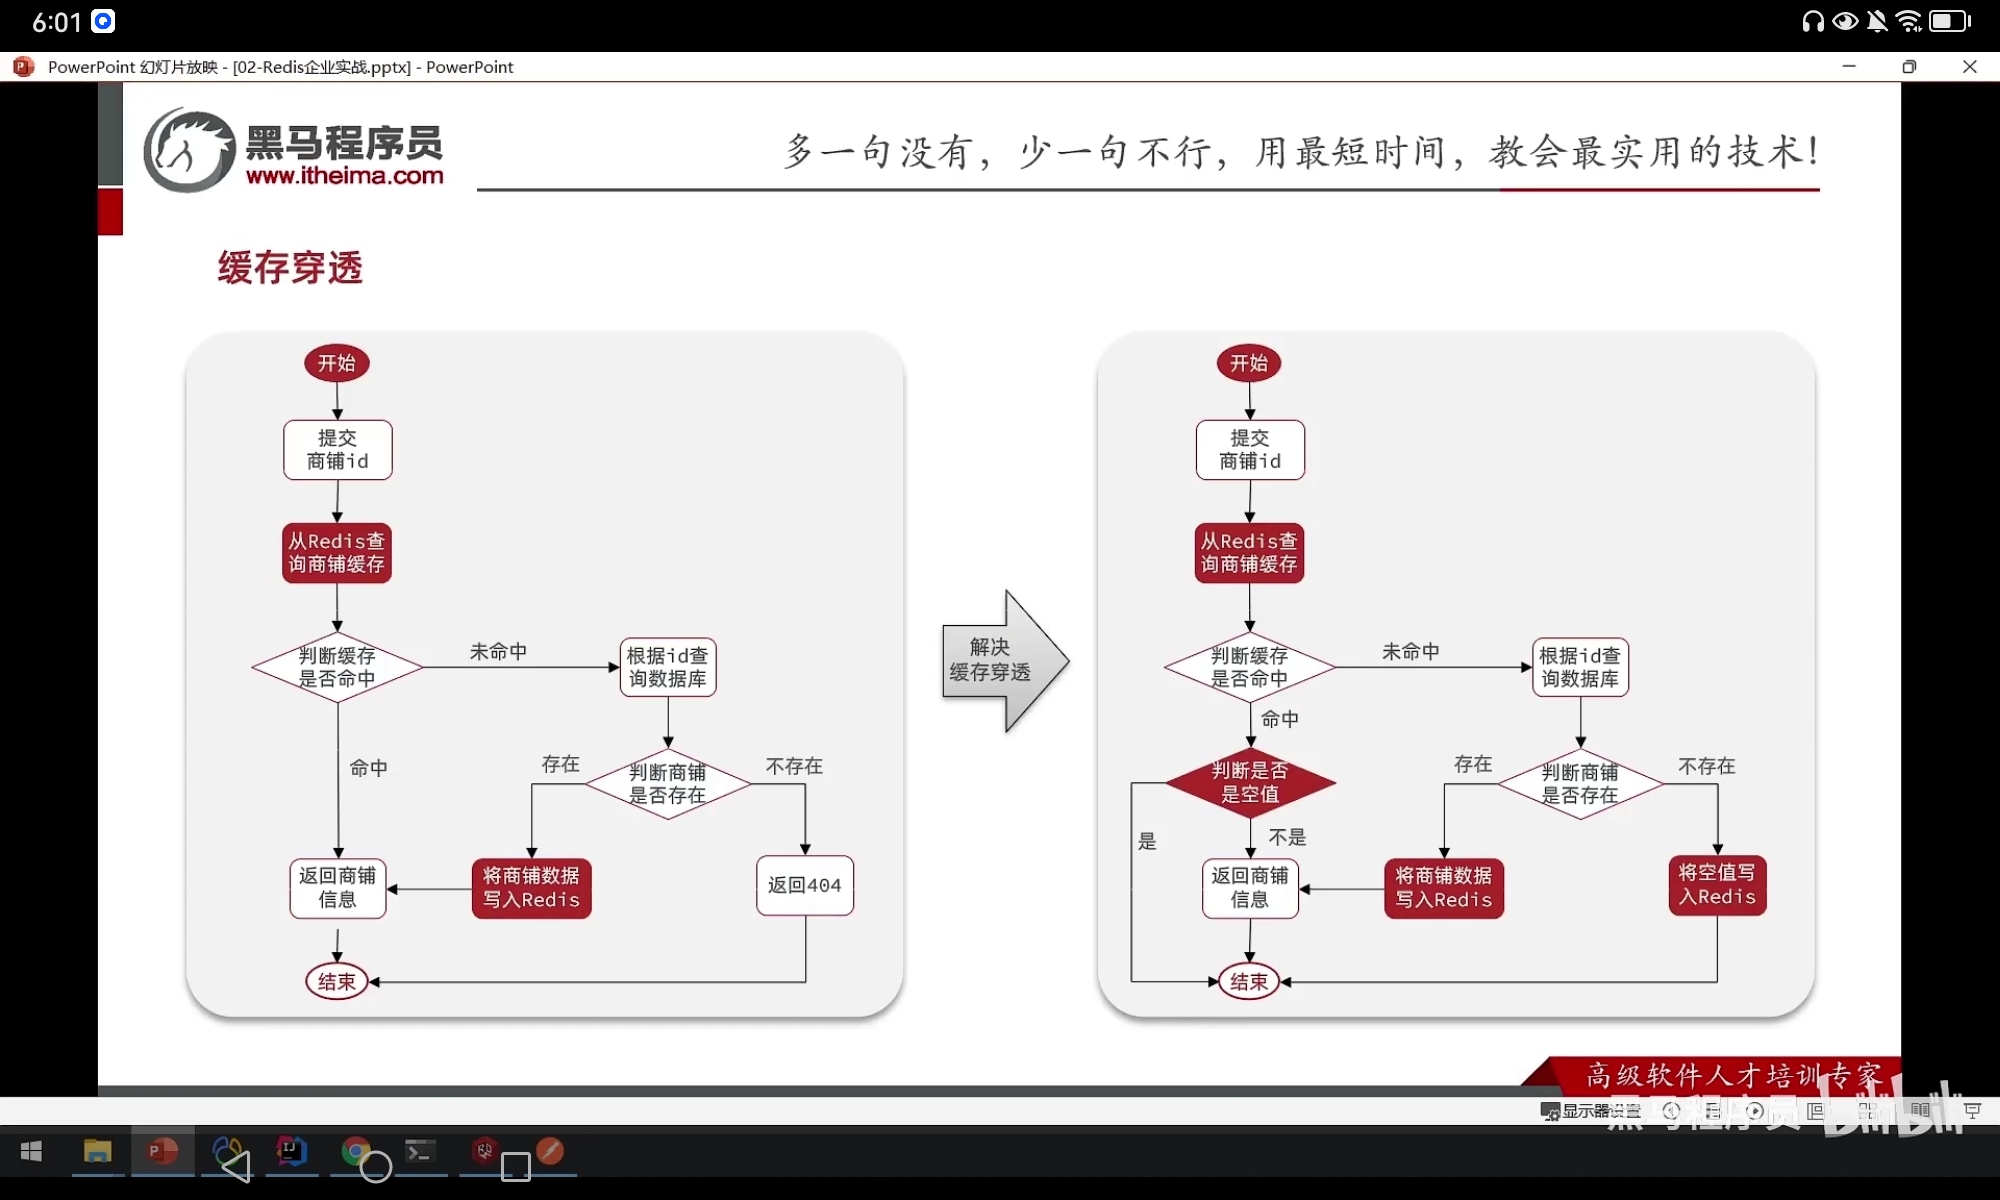 6:01
PowerPoint 幻灯片放映 - [02-Redis企业实战.pptx] - PowerPoint
黑马程序员
www.itheima.com
多一句没有，少一句不行，用最短时间，教会最实用的技术！
缓存穿透
开始
提交
商铺id
从Redis查
询商铺缓存
判断缓存
是否命中
未命中
根据id查
询数据库
命中
存在
判断商铺
是否存在
不存在
返回商铺
信息
将商铺数据
写入Redis
返回404
结束
解决
缓存穿透
开始
提交
商铺id
从Redis查
询商铺缓存
判断缓存
是否命中
未命中
根据id查
询数据库
命中
判断是否
是空值
存在
判断商铺
是否存在
不存在
是
不是
返回商铺
信息
将商铺数据
写入Redis
将空值写
入Redis
结束
高级软件人才培训专家
显示器设置
黑马程序员 bilibili